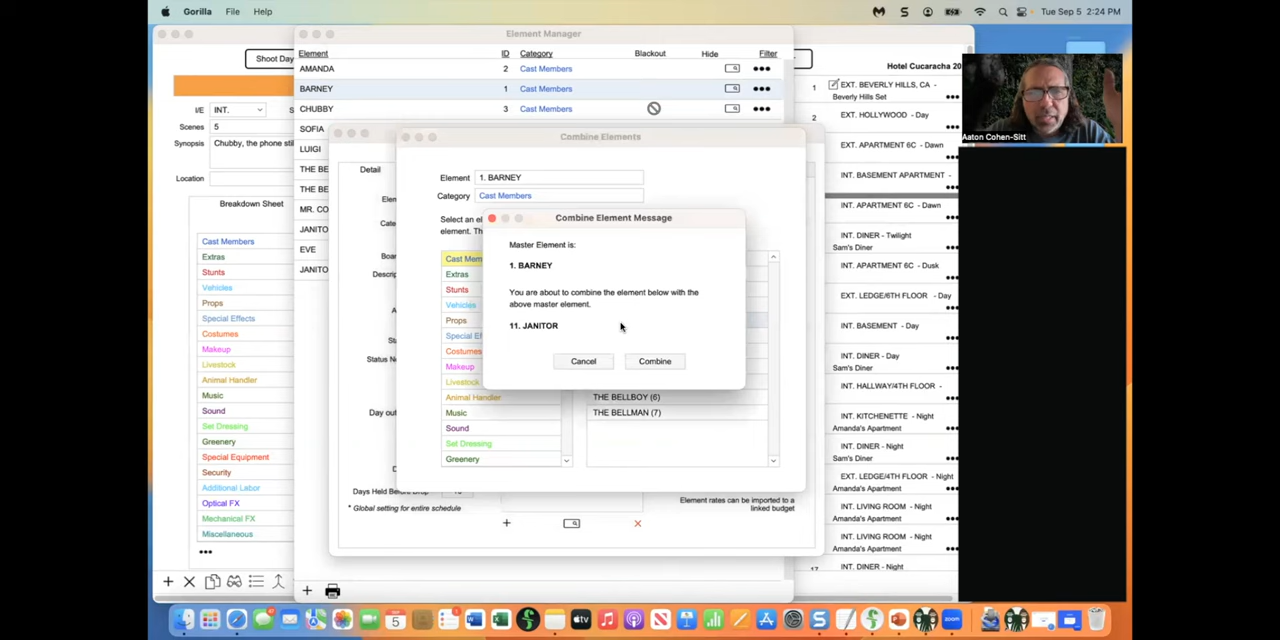 Gorilla File Help
Tue Sep 5 2:24 PM
Element Manager
Shoot Day
I/E INT.
Scenes 5
Synopsis Chubby, the phone stil
Location
Breakdown Sheet
Cast Members
Extras
Stunts
Vehicles
Props
Special Effects
Costumes
Makeup
Livestock
Animal Handler
Music
Sound
Set Dressing
Greenery
Special Equipment
Security
Additional Labor
Optical FX
Mechanical FX
Miscellaneous
Element ID Category Blackout Hide Filter
AMANDA 2 Cast Members
BARNEY 1 Cast Members
CHUBBY 3 Cast Members
SOFIA
LUIGI
THE BE
THE BE
MR. CO
JANITO
EVE
JANITO
Detail
Elem
Cate
Boar
Descrip
Sta
Status No
Day out
Days Held Before Drop
* Global setting for entire schedule
Element rates can be imported to a
linked budget
Combine Elements
Element 1. BARNEY
Category Cast Members
Select an el
element. Th
Cast Mem
Extras
Stunts
Vehicles
Props
Special Ef
Costumes
Makeup
Livestock
Animal Handler
Music
Sound
Set Dressing
Greenery
THE BELLBOY (6)
THE BELLMAN (7)
Combine Element Message
Master Element is:
1. BARNEY
You are about to combine the element below with the
above master element.
11. JANITOR
Cancel Combine
Hotel Cucaracha 20
1 EXT. BEVERLY HILLS, CA -
Beverly Hills Set
2 EXT. HOLLYWOOD - Day
EXT. APARTMENT 6C - Dawn
INT. BASEMENT APARTMENT -
INT. APARTMENT 6C - Dawn
INT. DINER - Twilight
Sam's Diner
INT. APARTMENT 6C - Dusk
EXT. LEDGE/6TH FLOOR - Day
INT. BASEMENT - Day
INT. DINER - Day
Sam's Diner
INT. HALLWAY/4TH FLOOR -
INT. KITCHENETTE - Night
Amanda's Apartment
INT. DINER - Night
Sam's Diner
EXT. LEDGE/4TH FLOOR - Night
Amanda's Apartment
INT. LIVING ROOM - Night
Amanda's Apartment
INT. LIVING ROOM - Night
Amanda's Apartment
17 INT. DINER - Night
Aaton Cohen-Sitt